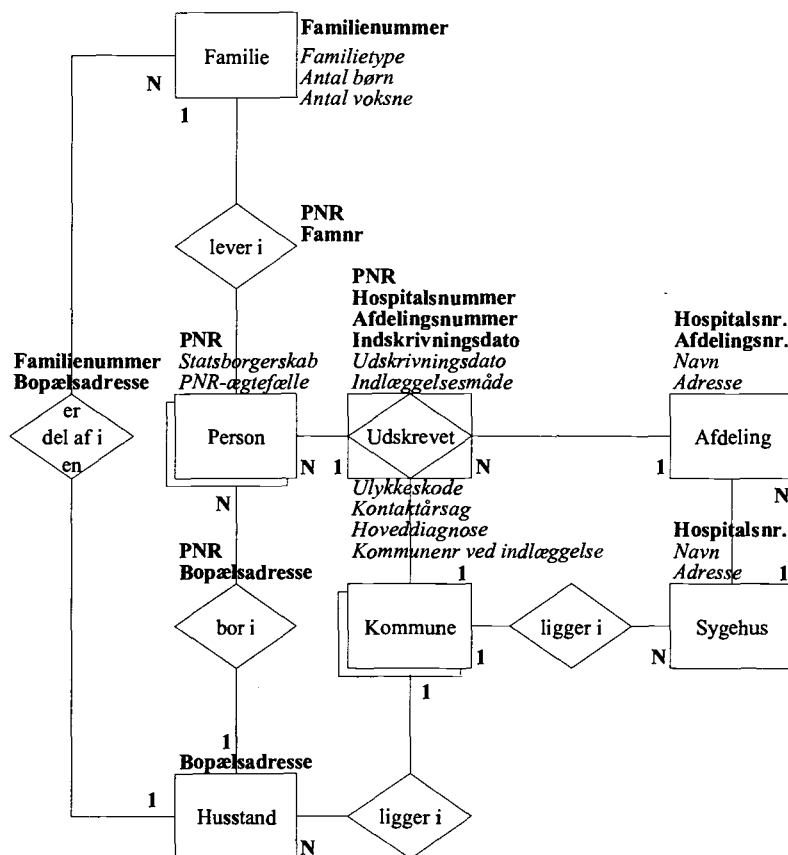 Familienummer
Familie
Familietype
Antal børn
Antal voksne
N
1
PNR
Famnr
lever i
PNR
Hospitalsnummer
Afdelingsnummer
Indskrivningsdato
Udskrivningsdato
Indlæggelsesmåde
Hospitalsnr.
Afdelingsnr.
Navn
Adresse
PNR
Statsborgerskab
PNR-ægtefælle
Familienummer
Bopælsadresse
er
del af i
en
Person
Udskrevet
Afdeling
N
1
N
1
N
N
Ulykkeskode
Kontaktårsag
Hoveddiagnose
Kommunenr ved indlæggelse
Hospitalsnr.
Navn
Adresse
1
1
PNR
Bopælsadresse
bor i
Kommune
ligger i
Sygehus
1
N
1
1
Bopælsadresse
1
Husstand
ligger i
N